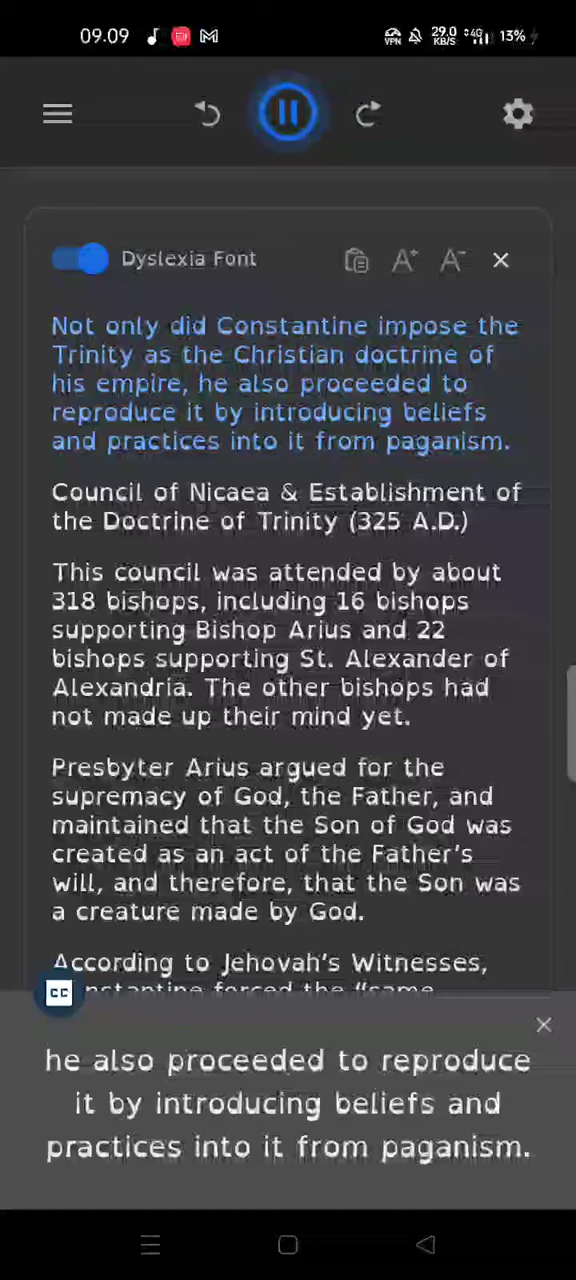 09.09
VPN
29.0
KB/S
4G
13%
Dyslexia Font
A+
A-
Not only did Constantine impose the
Trinity as the Christian doctrine of
his empire, he also proceeded to
reproduce it by introducing beliefs
and practices into it from paganism.
Council of Nicaea & Establishment of
the Doctrine of Trinity (325 A.D.)
This council was attended by about
318 bishops, including 16 bishops
supporting Bishop Arius and 22
bishops supporting St. Alexander of
Alexandria. The other bishops had
not made up their mind yet.
Presbyter Arius argued for the
supremacy of God, the Father, and
maintained that the Son of God was
created as an act of the Father's
will, and therefore, that the Son was
a creature made by God.
According to Jehovah's Witnesses,
forced the "same
CC
he also proceeded to reproduce
it by introducing beliefs and
practices into it from paganism.